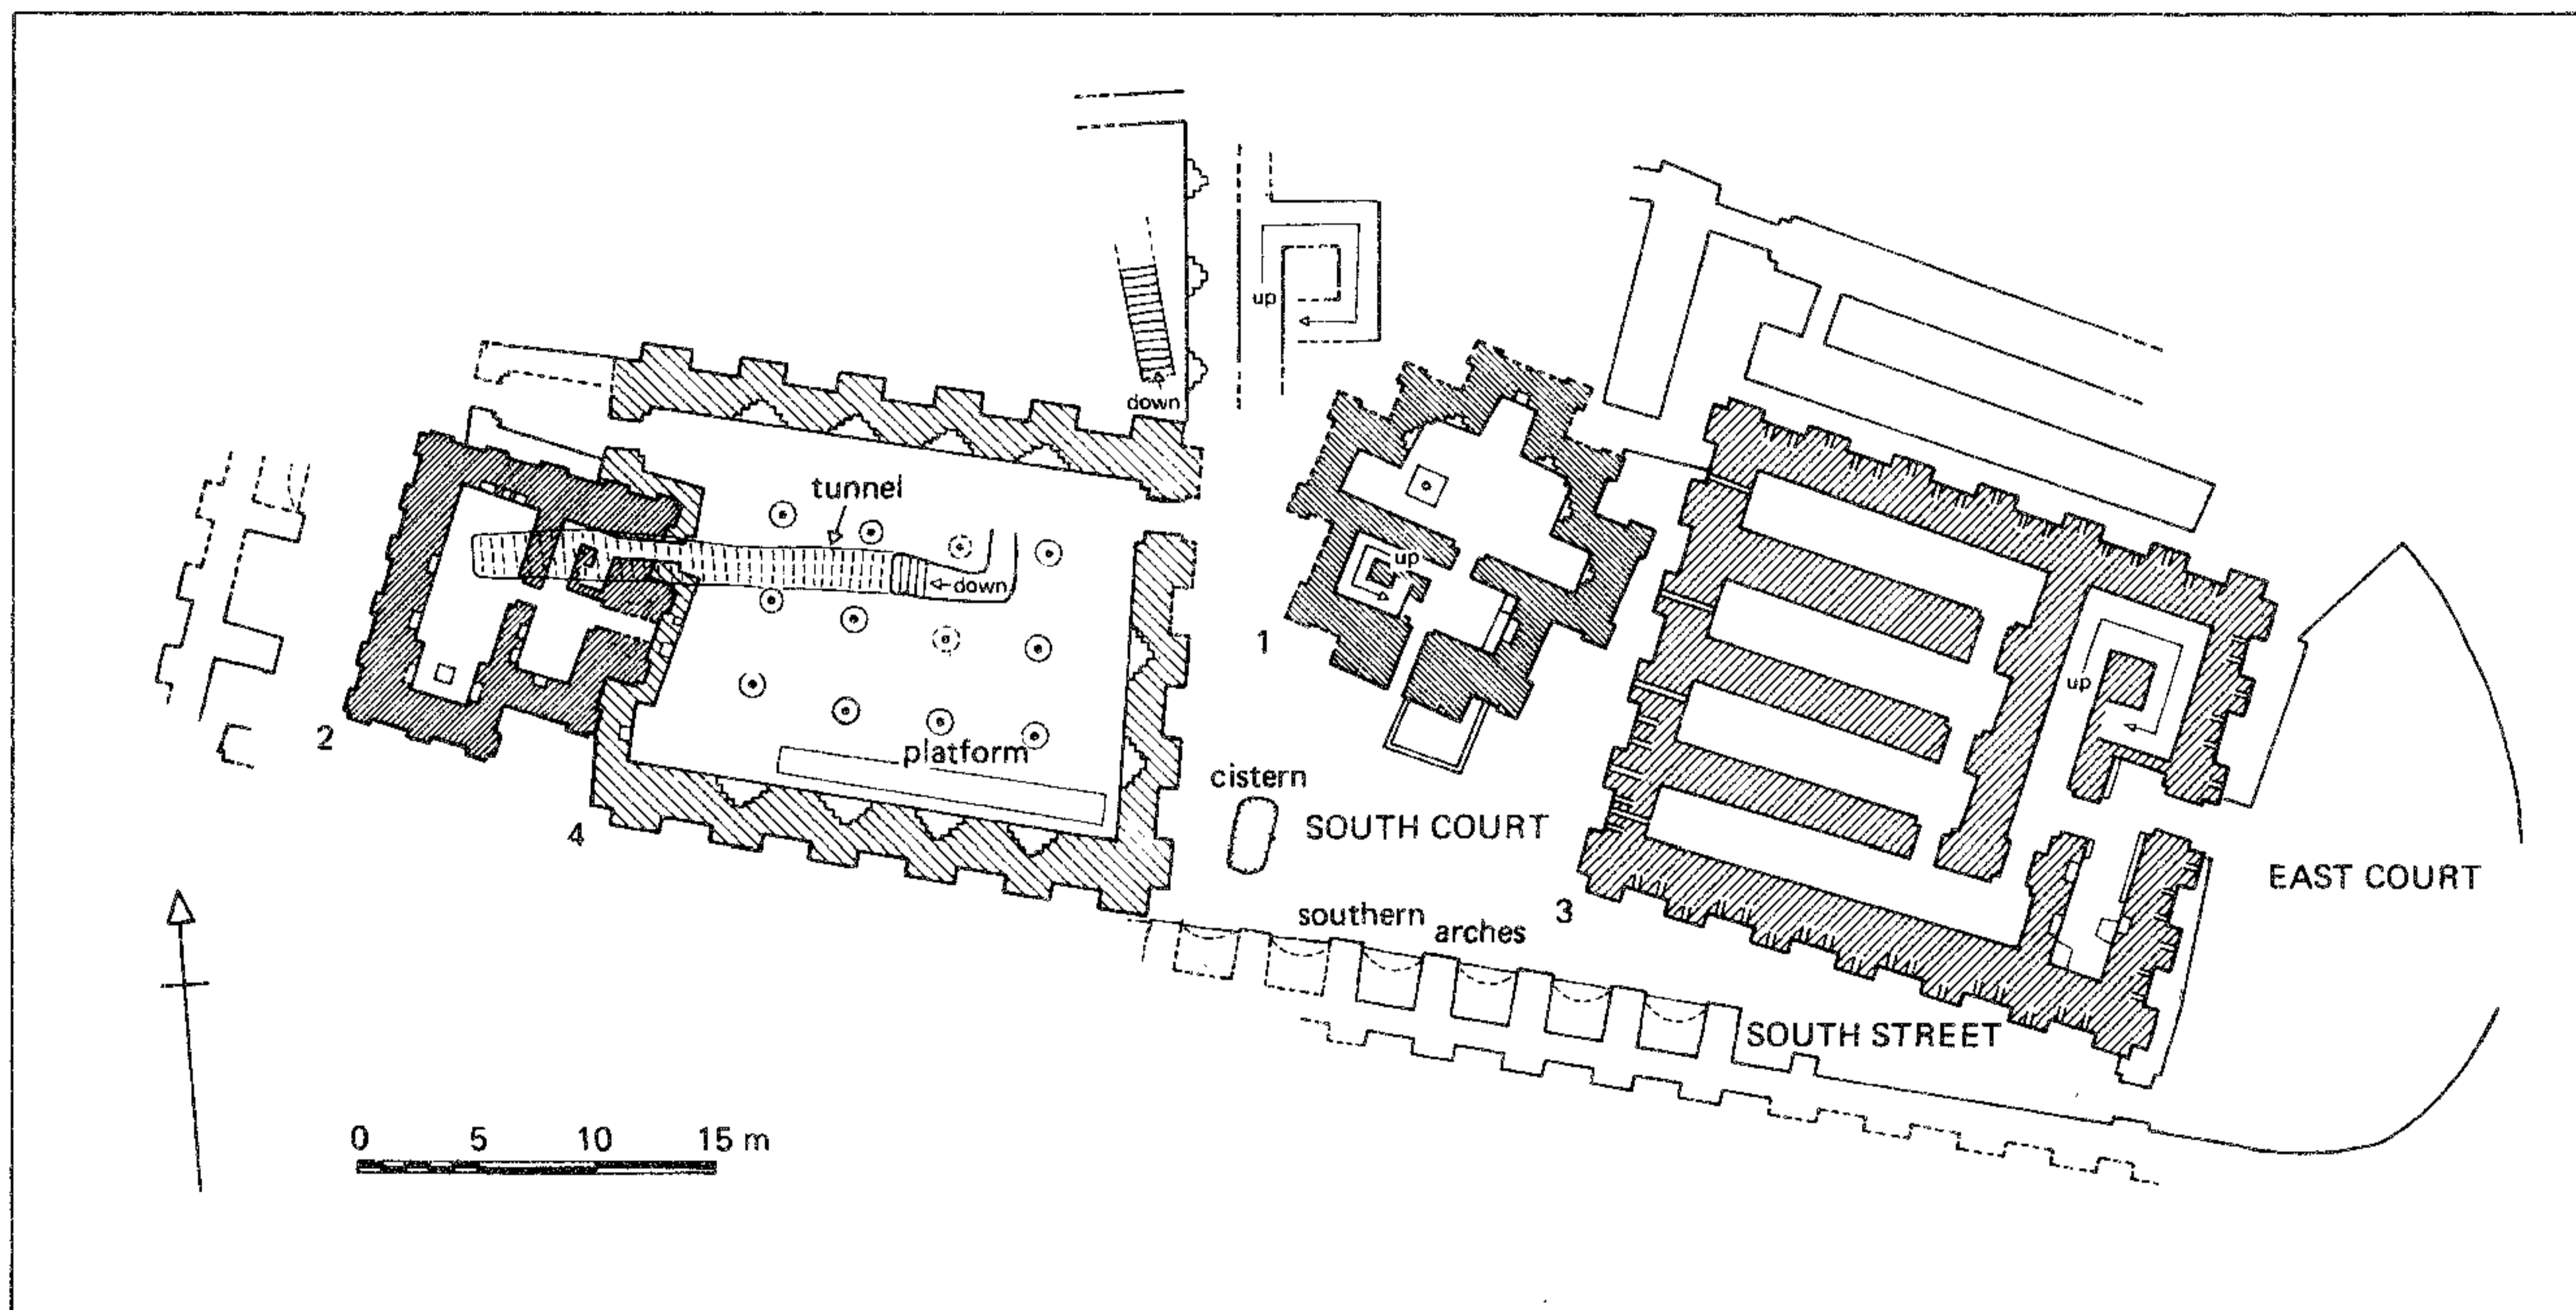 up
down
tunnel
down
up
1
up
2
platform
cistern
4
SOUTH COURT
EAST COURT
southern arches
3
SOUTH STREET
0 5 10 15 m